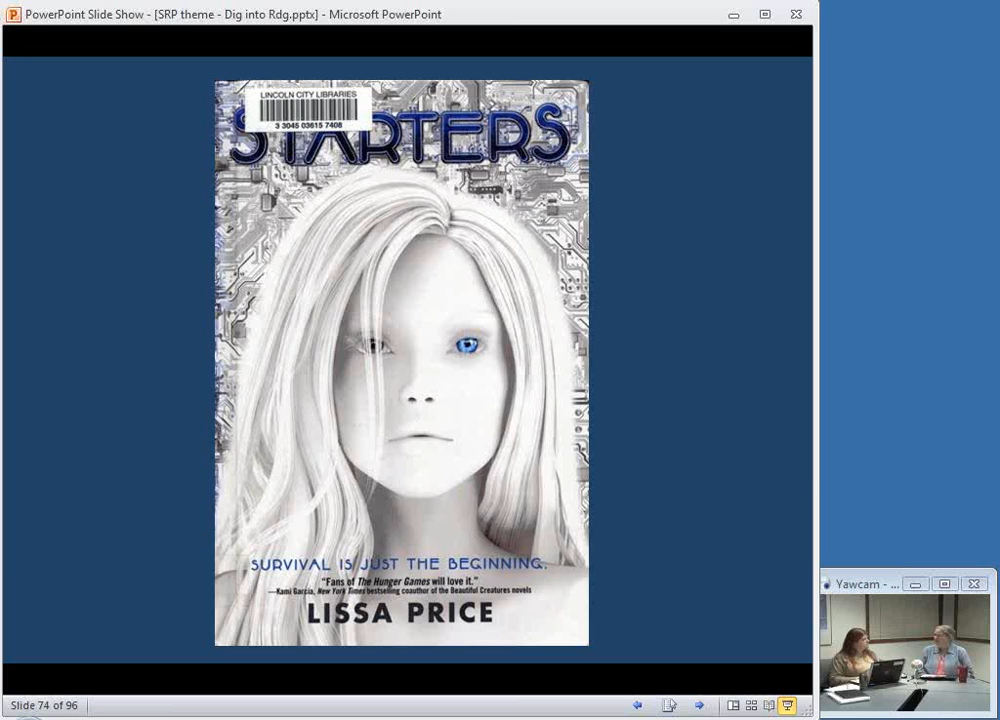 PowerPoint Slide Show - [SRP theme - Dig into Rdg.pptx] - Microsoft PowerPoint
LINCOLN CITY LIBRARIES
3 3045 03615 7408
STARTERS
SURVIVAL IS JUST THE BEGINNING.
"Fans of The Hunger Games will love it."
—Kami Garcia, New York Times bestselling coauthor of the Beautiful Creatures novels
LISSA PRICE
Yawcam - ...
Slide 74 of 96